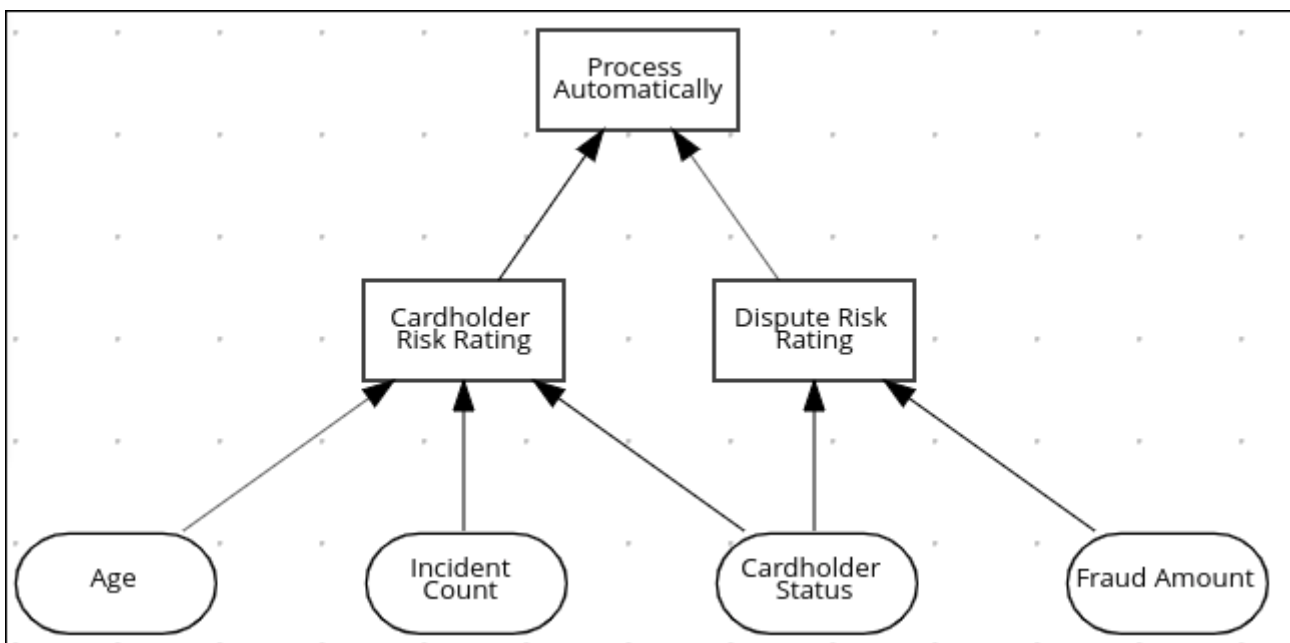 Process
Automatically
Cardholder
Risk Rating
Dispute Risk
Rating
Age
Incident
Count
Cardholder
Status
Fraud Amount